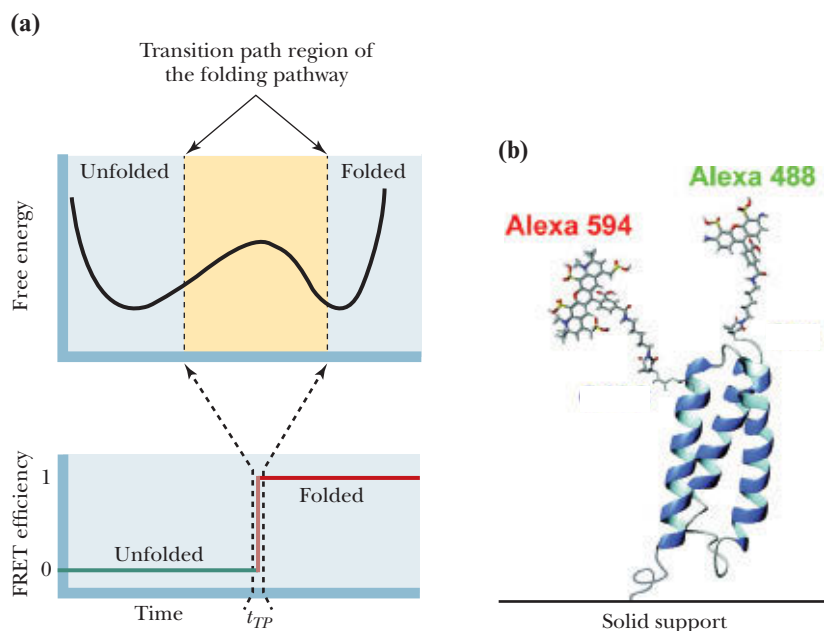 (a)
Transition path region of
the folding pathway
Unfolded
Folded
Free energy
1
Folded
FRET efficiency
Unfolded
0
Time
t_TP
(b)
Alexa 488
Alexa 594
Solid support